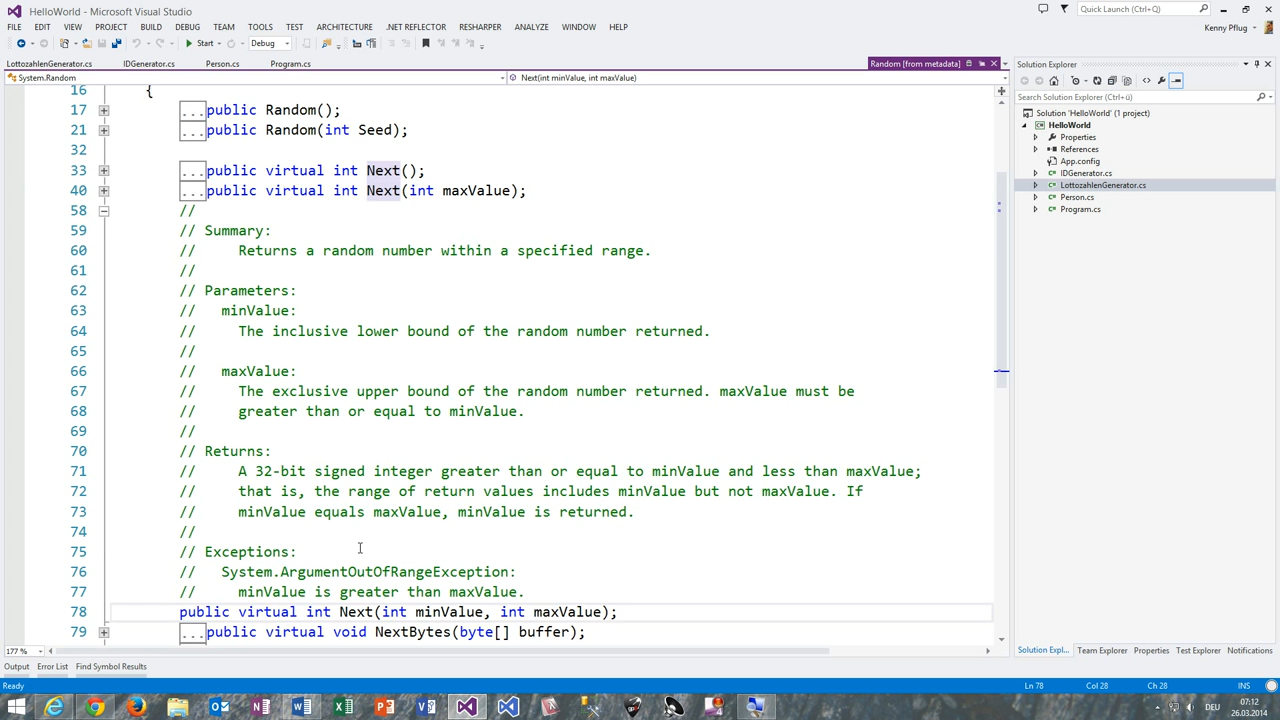 HelloWorld - Microsoft Visual Studio
Quick Launch (Ctrl+Q)
FILE EDIT VIEW PROJECT BUILD DEBUG TEAM TOOLS TEST ARCHITECTURE .NET REFLECTOR RESHARPER ANALYZE WINDOW HELP
Kenny Pflug
Start Debug
LottozahlenGenerator.cs IDGenerator.cs Person.cs Program.cs Random [from metadata]
System.Random Next(int minValue, int maxValue)
16 {
17 ...public Random();
21 ...public Random(int Seed);
32
33 ...public virtual int Next();
40 ...public virtual int Next(int maxValue);
58 //
59 // Summary:
60 // Returns a random number within a specified range.
61 //
62 // Parameters:
63 // minValue:
64 // The inclusive lower bound of the random number returned.
65 //
66 // maxValue:
67 // The exclusive upper bound of the random number returned. maxValue must be
68 // greater than or equal to minValue.
69 //
70 // Returns:
71 // A 32-bit signed integer greater than or equal to minValue and less than maxValue;
72 // that is, the range of return values includes minValue but not maxValue. If
73 // minValue equals maxValue, minValue is returned.
74 //
75 // Exceptions:
76 // System.ArgumentOutOfRangeException:
77 // minValue is greater than maxValue.
78 public virtual int Next(int minValue, int maxValue);
79 ...public virtual void NextBytes(byte[] buffer);
177 %
Solution Explorer
Search Solution Explorer (Ctrl+ü)
Solution 'HelloWorld' (1 project)
HelloWorld
Properties
References
App.config
IDGenerator.cs
LottozahlenGenerator.cs
Person.cs
Program.cs
Solution Expl... Team Explorer Properties Test Explorer Notifications
Output Error List Find Symbol Results
Ready Ln 78 Col 28 Ch 28 INS
DEU
07:12
26.03.2014